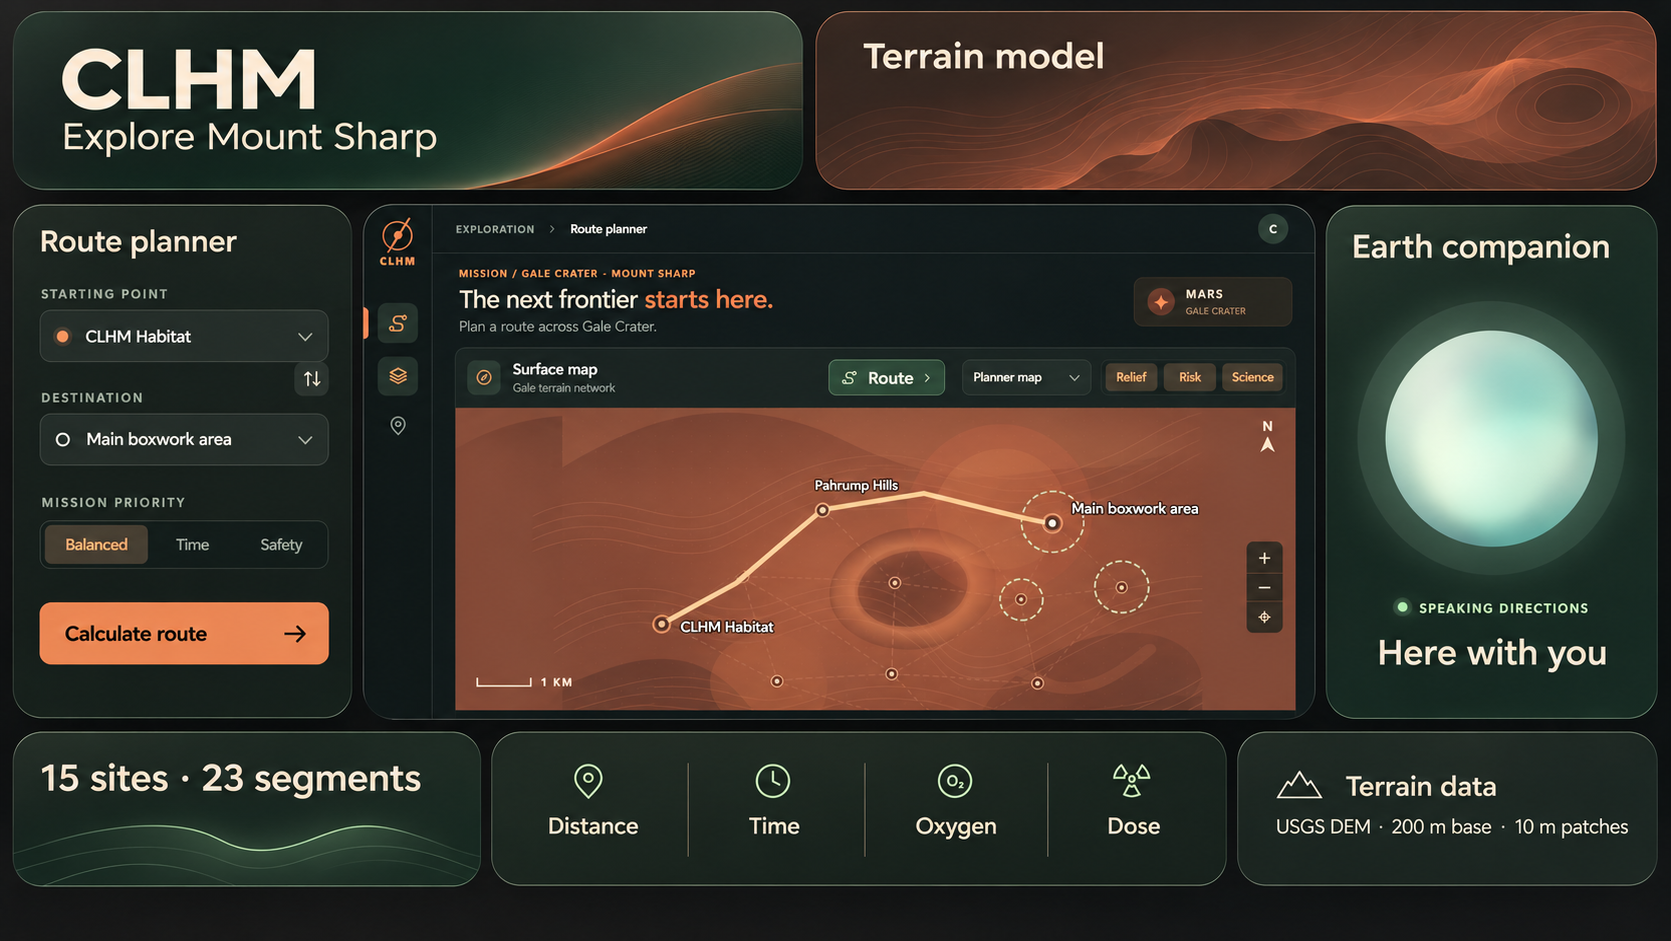 CLHM
Explore Mount Sharp
Terrain model
Route planner
STARTING POINT
CLHM Habitat
DESTINATION
Main boxwork area
MISSION PRIORITY
Balanced
Time
Safety
Calculate route
CLHM
EXPLORATION > Route planner
C
MISSION / GALE CRATER - MOUNT SHARP
The next frontier starts here.
Plan a route across Gale Crater.
MARS
GALE CRATER
Surface map
Gale terrain network
Route
Planner map
Relief
Risk
Science
N
Pahrump Hills
Main boxwork area
CLHM Habitat
1 KM
+
−
Earth companion
SPEAKING DIRECTIONS
Here with you
15 sites · 23 segments
Distance
Time
O₂
Oxygen
Dose
Terrain data
USGS DEM · 200 m base · 10 m patches